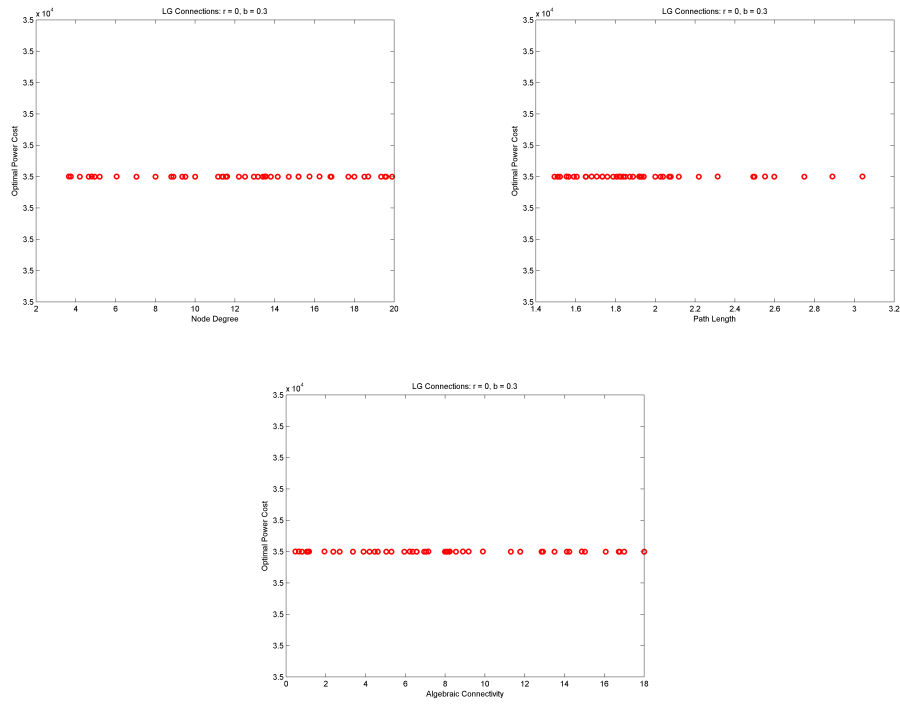 LG Connections: r = 0, b = 0.3
x 10^4
3.5
3.5
3.5
3.5
3.5
3.5
3.5
3.5
3.5
3.5
Optimal Power Cost
2 4 6 8 10 12 14 16 18 20
Node Degree
LG Connections: r = 0, b = 0.3
x 10^4
3.5
3.5
3.5
3.5
3.5
3.5
3.5
3.5
3.5
3.5
Optimal Power Cost
1.4 1.6 1.8 2 2.2 2.4 2.6 2.8 3 3.2
Path Length
LG Connections: r = 0, b = 0.3
x 10^4
3.5
3.5
3.5
3.5
3.5
3.5
3.5
3.5
3.5
3.5
Optimal Power Cost
0 2 4 6 8 10 12 14 16 18
Algebraic Connectivity